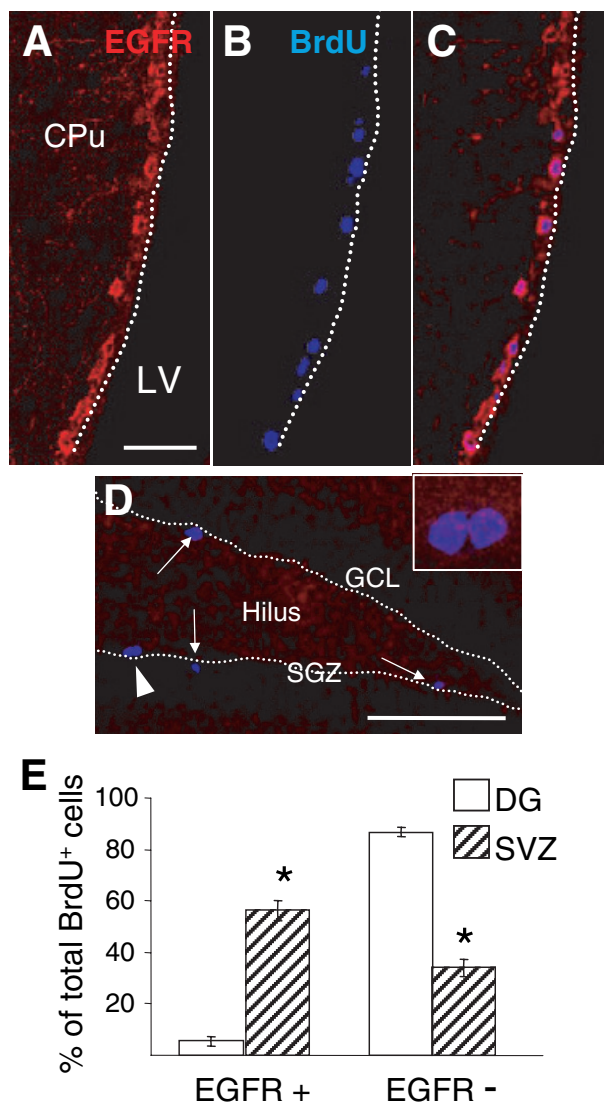 A EGFR B BrdU C
CPu
LV
D
GCL
Hilus
SGZ
E
% of total BrdU⁺ cells
100
80
60
40
20
DG
SVZ
*
*
EGFR + EGFR -